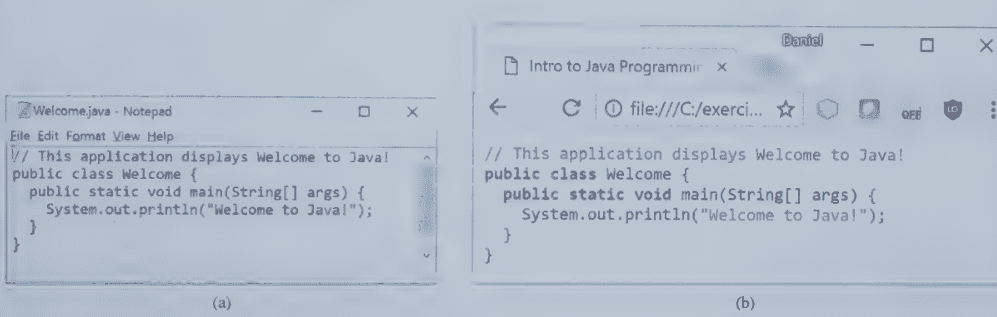 Welcome.java - Notepad
File Edit Format View Help
// This application displays Welcome to Java!
public class Welcome {
  public static void main(String[] args) {
    System.out.println("Welcome to Java!");
  }
}
(a)
Daniel
Intro to Java Programmin
file:///C:/exerci...
OFF
// This application displays Welcome to Java!
public class Welcome {
  public static void main(String[] args) {
    System.out.println("Welcome to Java!");
  }
}
(b)